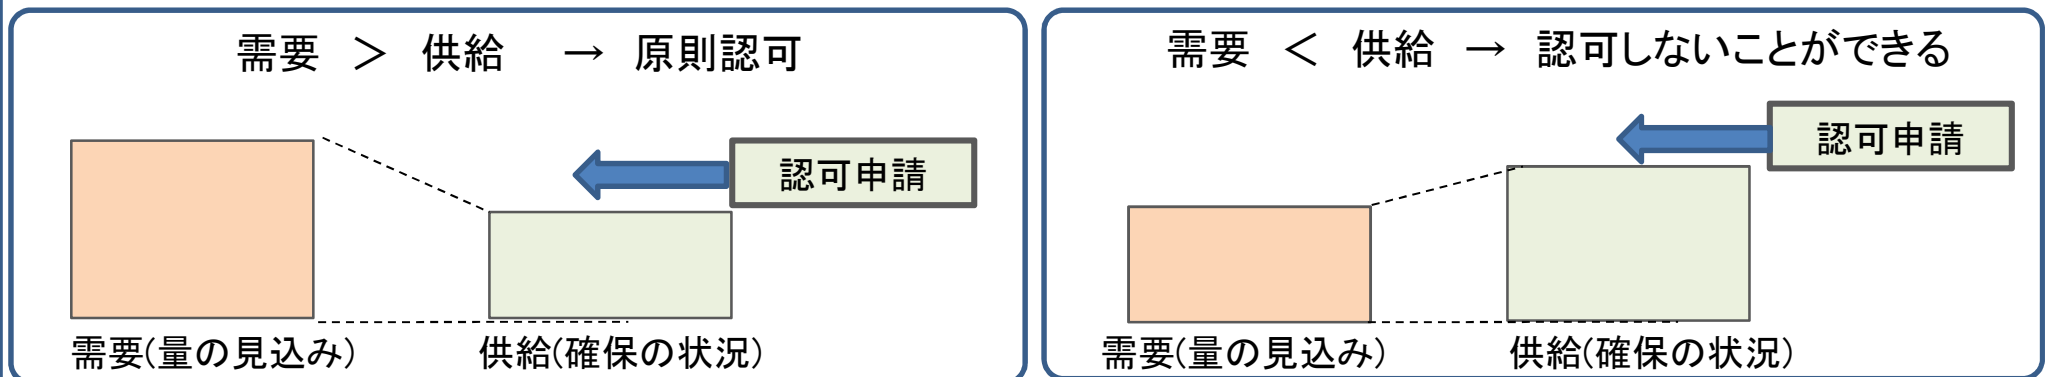 需要 ＞ 供給 → 原則認可
認可申請
需要(量の見込み) 供給(確保の状況)
需要 ＜ 供給 → 認可しないことができる
認可申請
需要(量の見込み) 供給(確保の状況)